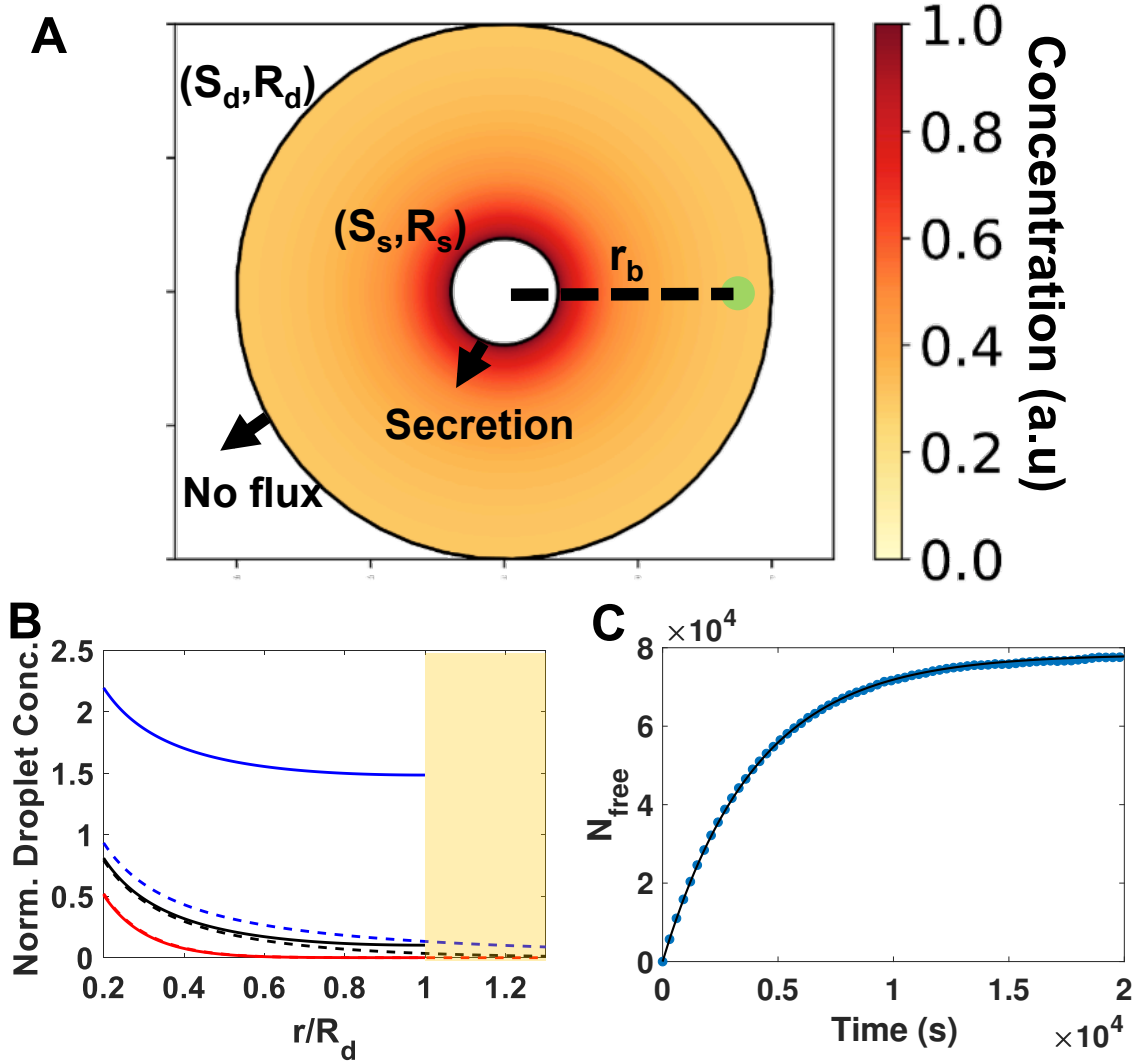 A
(Sd,Rd)
(Ss,Rs)
rb
Secretion
No flux
1.0
0.8
0.6
0.4
0.2
0.0
Concentration (a.u)
B
Norm. Droplet Conc.
2.5
2
1.5
1
0.5
0
0.2
0.4
0.6
0.8
1
1.2
r/Rd
C
×10⁴
Nfree
8
6
4
2
0
0
0.5
1
1.5
2
Time (s)
×10⁴